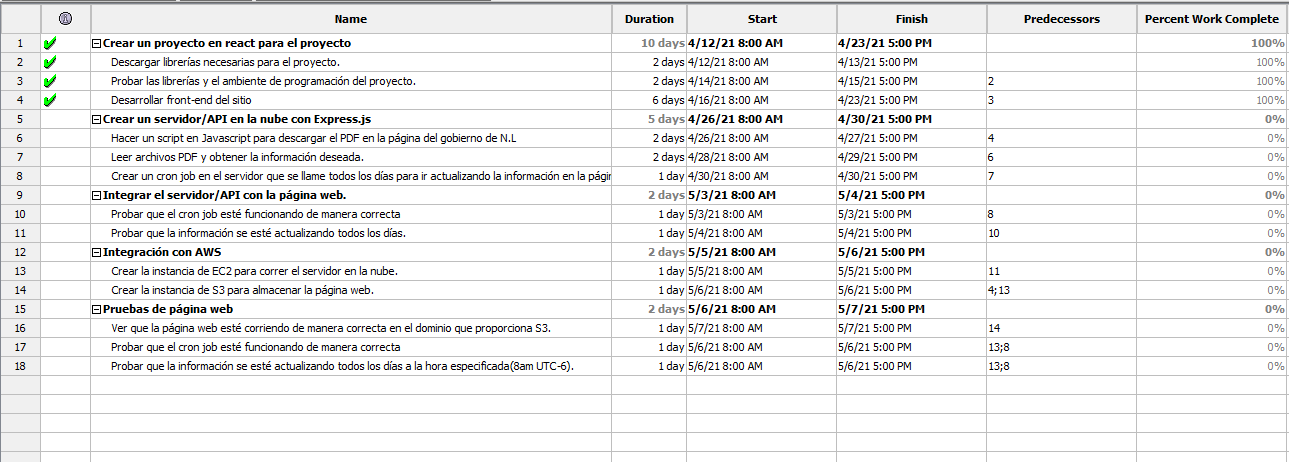 Name Duration Start Finish Predecessors Percent Work Complete
1 Crear un proyecto en react para el proyecto 10 days 4/12/21 8:00 AM 4/23/21 5:00 PM 100%
2 Descargar librerías necesarias para el proyecto. 2 days 4/12/21 8:00 AM 4/13/21 5:00 PM 100%
3 Probar las librerías y el ambiente de programación del proyecto. 2 days 4/14/21 8:00 AM 4/15/21 5:00 PM 2 100%
4 Desarrollar front-end del sitio 6 days 4/16/21 8:00 AM 4/23/21 5:00 PM 3 100%
5 Crear un servidor/API en la nube con Express.js 5 days 4/26/21 8:00 AM 4/30/21 5:00 PM 0%
6 Hacer un script en Javascript para descargar el PDF en la página del gobierno de N.L 2 days 4/26/21 8:00 AM 4/27/21 5:00 PM 4 0%
7 Leer archivos PDF y obtener la información deseada. 2 days 4/28/21 8:00 AM 4/29/21 5:00 PM 6 0%
8 Crear un cron job en el servidor que se llame todos los días para ir actualizando la información en la págir 1 day 4/30/21 8:00 AM 4/30/21 5:00 PM 7 0%
9 Integrar el servidor/API con la página web. 2 days 5/3/21 8:00 AM 5/4/21 5:00 PM 0%
10 Probar que el cron job esté funcionando de manera correcta 1 day 5/3/21 8:00 AM 5/3/21 5:00 PM 8 0%
11 Probar que la información se esté actualizando todos los días. 1 day 5/4/21 8:00 AM 5/4/21 5:00 PM 10 0%
12 Integración con AWS 2 days 5/5/21 8:00 AM 5/6/21 5:00 PM 0%
13 Crear la instancia de EC2 para correr el servidor en la nube. 1 day 5/5/21 8:00 AM 5/5/21 5:00 PM 11 0%
14 Crear la instancia de S3 para almacenar la página web. 1 day 5/6/21 8:00 AM 5/6/21 5:00 PM 4;13 0%
15 Pruebas de página web 2 days 5/6/21 8:00 AM 5/7/21 5:00 PM 0%
16 Ver que la página web esté corriendo de manera correcta en el dominio que proporciona S3. 1 day 5/7/21 8:00 AM 5/7/21 5:00 PM 14 0%
17 Probar que el cron job esté funcionando de manera correcta 1 day 5/6/21 8:00 AM 5/6/21 5:00 PM 13;8 0%
18 Probar que la información se esté actualizando todos los días a la hora especificada(8am UTC-6). 1 day 5/6/21 8:00 AM 5/6/21 5:00 PM 13;8 0%